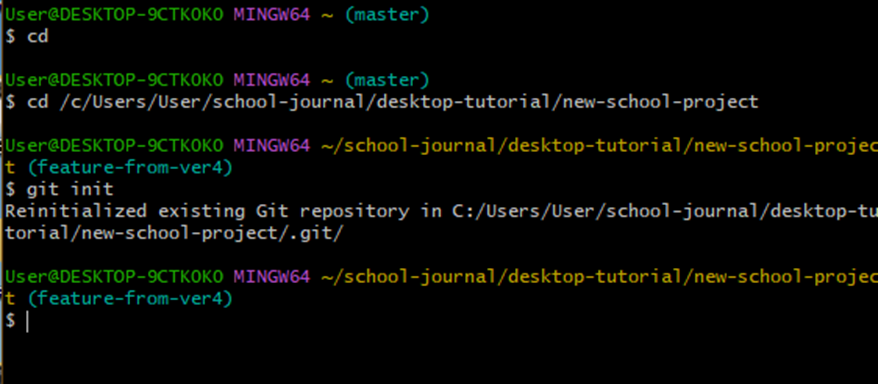 User@DESKTOP-9CTKOKO MINGW64 ~ (master)
$ cd
User@DESKTOP-9CTKOKO MINGW64 ~ (master)
$ cd /c/Users/User/school-journal/desktop-tutorial/new-school-project
User@DESKTOP-9CTKOKO MINGW64 ~/school-journal/desktop-tutorial/new-school-projec
t (feature-from-ver4)
$ git init
Reinitialized existing Git repository in C:/Users/User/school-journal/desktop-tu
torial/new-school-project/.git/
User@DESKTOP-9CTKOKO MINGW64 ~/school-journal/desktop-tutorial/new-school-projec
t (feature-from-ver4)
$